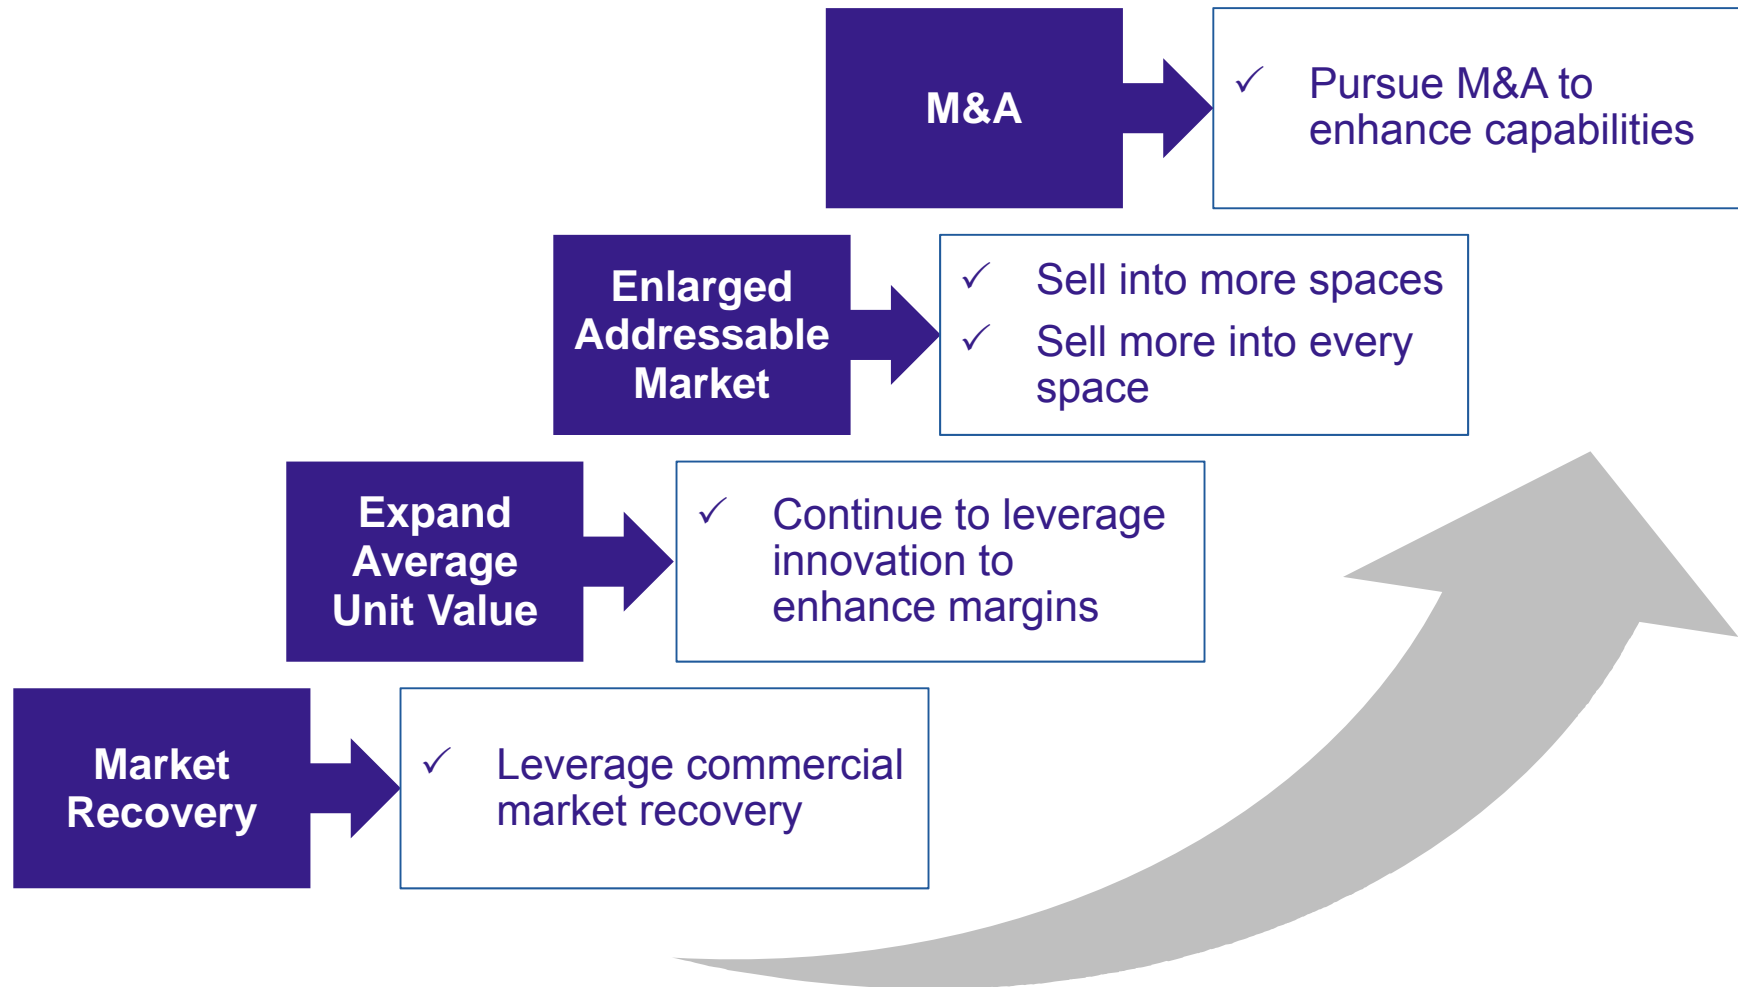 M&A
✓ Pursue M&A to
enhance capabilities
Enlarged
Addressable
Market
✓ Sell into more spaces
✓ Sell more into every
space
Expand
Average
Unit Value
✓ Continue to leverage
innovation to
enhance margins
Market
Recovery
✓ Leverage commercial
market recovery